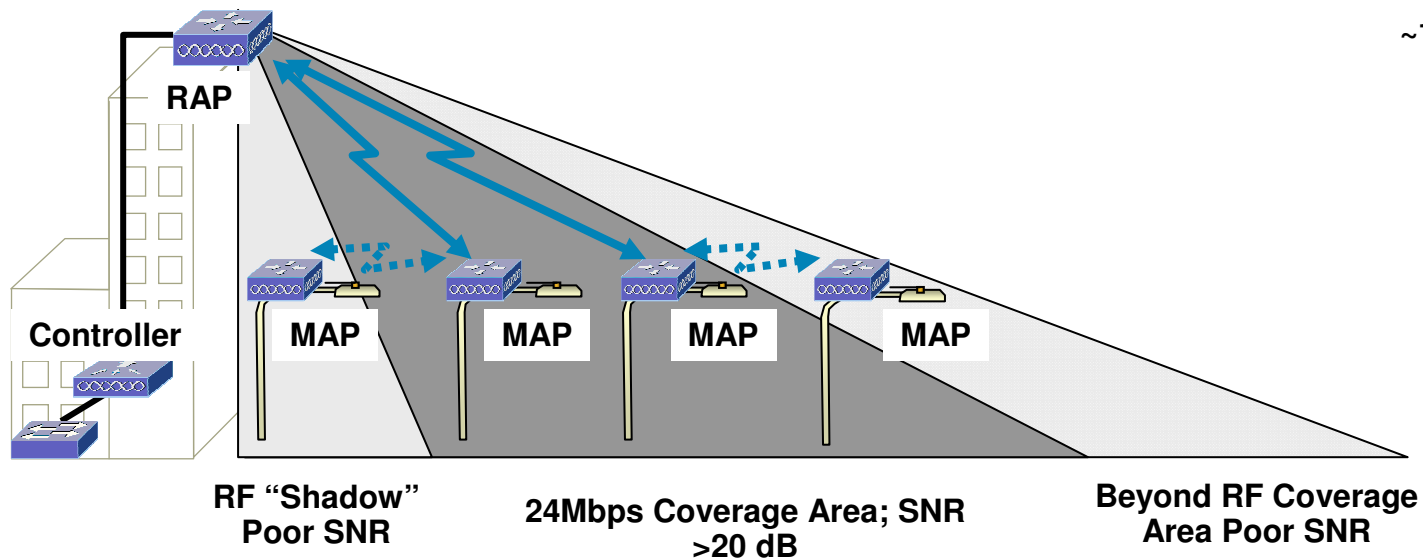 RAP
Controller
MAP
MAP
MAP
MAP
RF “Shadow”
Poor SNR
24Mbps Coverage Area; SNR
>20 dB
Beyond RF Coverage
Area Poor SNR